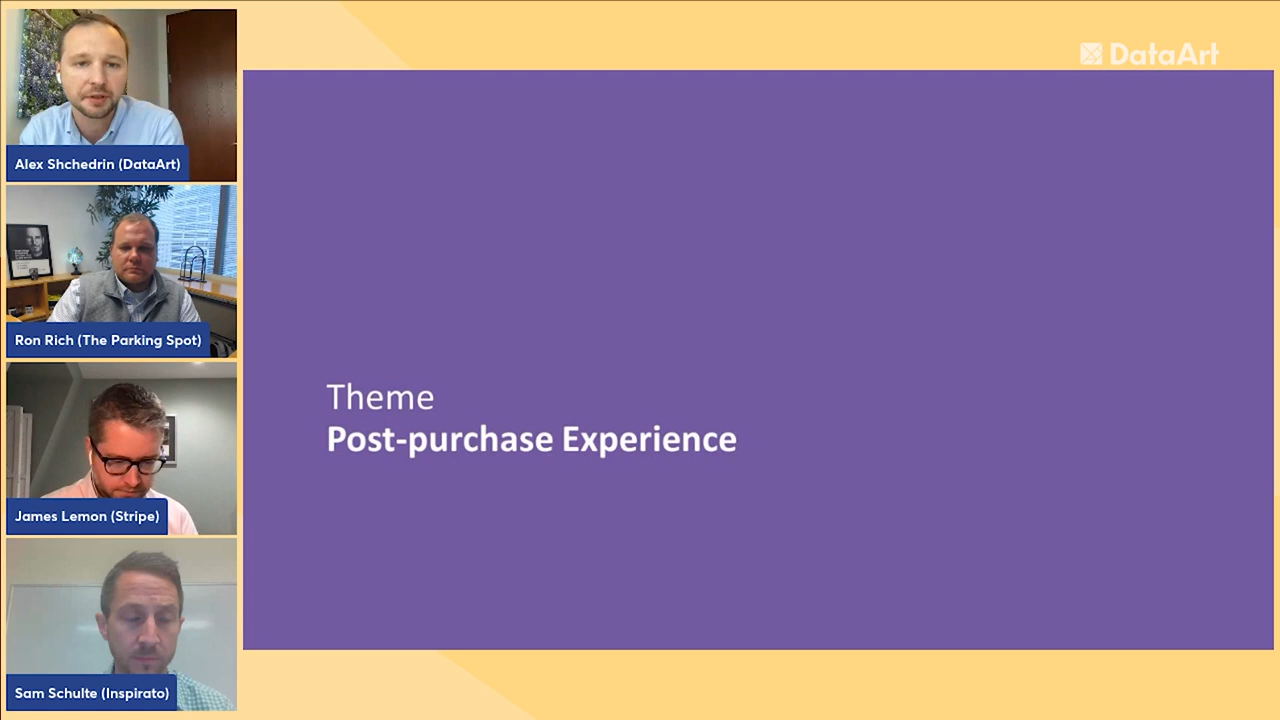 DataArt
Alex Shchedrin (DataArt)
Ron Rich (The Parking Spot)
James Lemon (Stripe)
Sam Schulte (Inspirato)
Theme
Post-purchase Experience